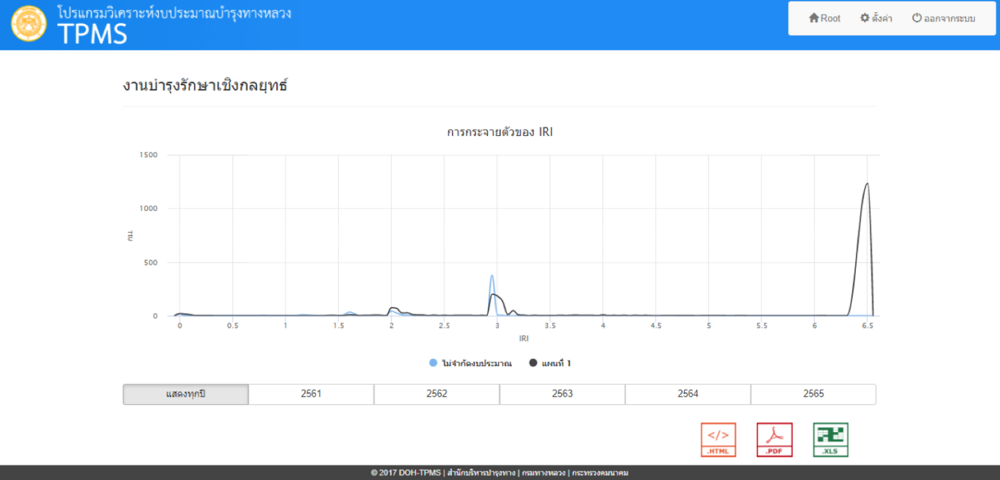 โปรแกรมวิเคราะห์งบประมาณบำรุงทางหลวง
TPMS
Root ตั้งค่า ออกจากระบบ
งานบำรุงรักษาเชิงกลยุทธ์
การกระจายตัวของ IRI
1500
1000
กม.
500
0
0 0.5 1 1.5 2 2.5 3 3.5 4 4.5 5 5.5 6 6.5
IRI
ไม่จำกัดงบประมาณ แผนที่ 1
แสดงทุกปี 2561 2562 2563 2564 2565
</> .HTML .PDF .XLS
© 2017 DOH-TPMS | สำนักบริหารบำรุงทาง | กรมทางหลวง | กระทรวงคมนาคม